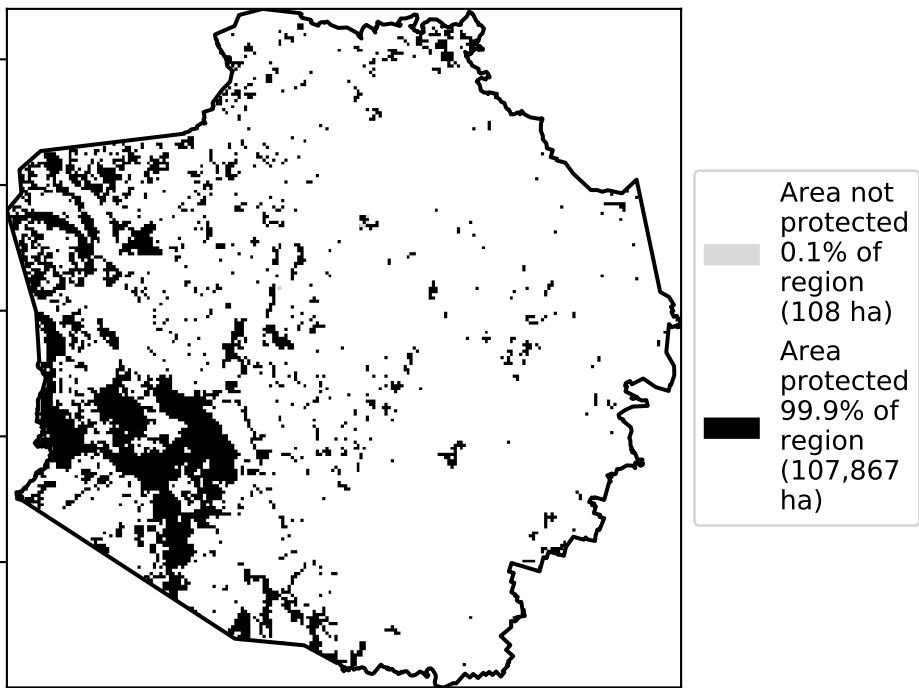 Area not
protected
0.1% of
region
(108 ha)
Area
protected
99.9% of
region
(107,867
ha)